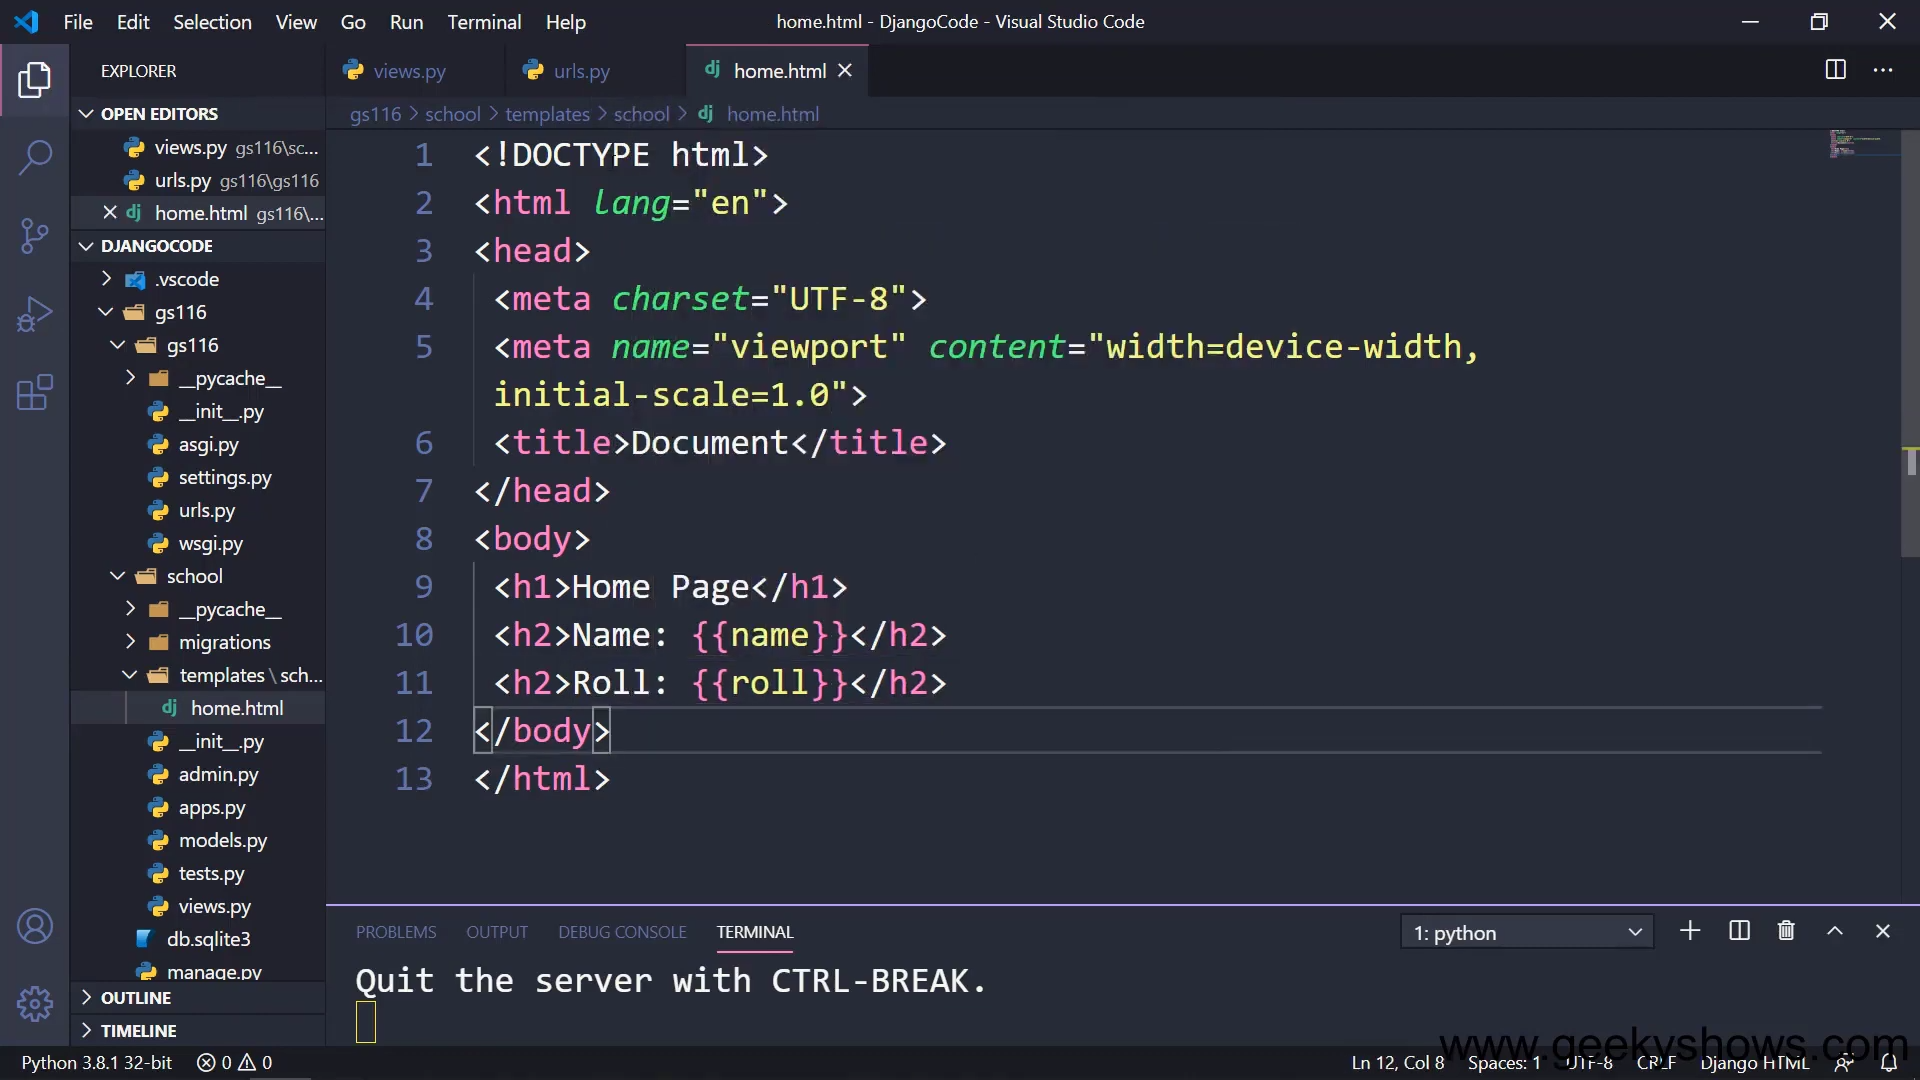 File Edit Selection View Go Run Terminal Help
home.html - DjangoCode - Visual Studio Code
EXPLORER
OPEN EDITORS
views.py gs116\sc...
urls.py gs116\gs116
home.html gs116\...
DJANGOCODE
.vscode
gs116
gs116
__pycache__
__init__.py
asgi.py
settings.py
urls.py
wsgi.py
school
__pycache__
migrations
templates \ sch...
home.html
__init__.py
admin.py
apps.py
models.py
tests.py
views.py
db.sqlite3
manage.py
OUTLINE
TIMELINE
views.py urls.py home.html
gs116 > school > templates > school > home.html
1 <!DOCTYPE html>
2 <html lang="en">
3 <head>
4 <meta charset="UTF-8">
5 <meta name="viewport" content="width=device-width,
initial-scale=1.0">
6 <title>Document</title>
7 </head>
8 <body>
9 <h1>Home Page</h1>
10 <h2>Name: {{name}}</h2>
11 <h2>Roll: {{roll}}</h2>
12 </body>
13 </html>
PROBLEMS OUTPUT DEBUG CONSOLE TERMINAL
1: python
Quit the server with CTRL-BREAK.
www.geekyshows.com
Python 3.8.1 32-bit 0 0
Ln 12, Col 8 Spaces: 1 UTF-8 CRLF Django HTML